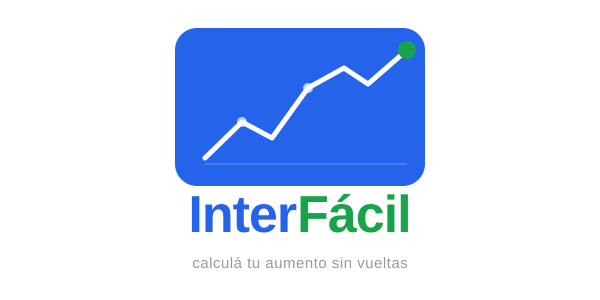 InterFácil
calculá tu aumento sin vueltas